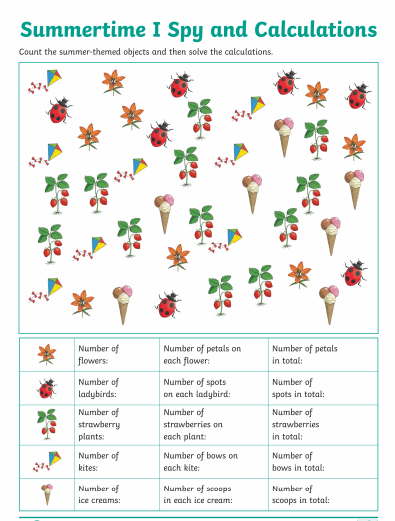 Summertime I Spy and Calculations
Count the summer-themed objects and then solve the calculations.
Number of
flowers:
Number of petals on
each flower:
Number of petals
in total:
Number of
ladybirds:
Number of spots
on each ladybird:
Number of
spots in total:
Number of
strawberry
plants:
Number of
strawberries on
each plant:
Number of
strawberries
in total:
Number of
kites:
Number of bows on
each kite:
Number of
bows in total:
Number of
ice creams:
Number of scoops
in each ice cream:
Number of
scoops in total: